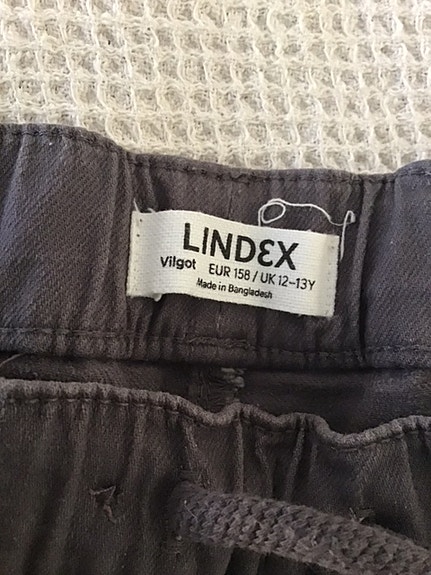 LINDEX
Vilgot EUR 158 / UK 12-13Y
Made in Bangladesh